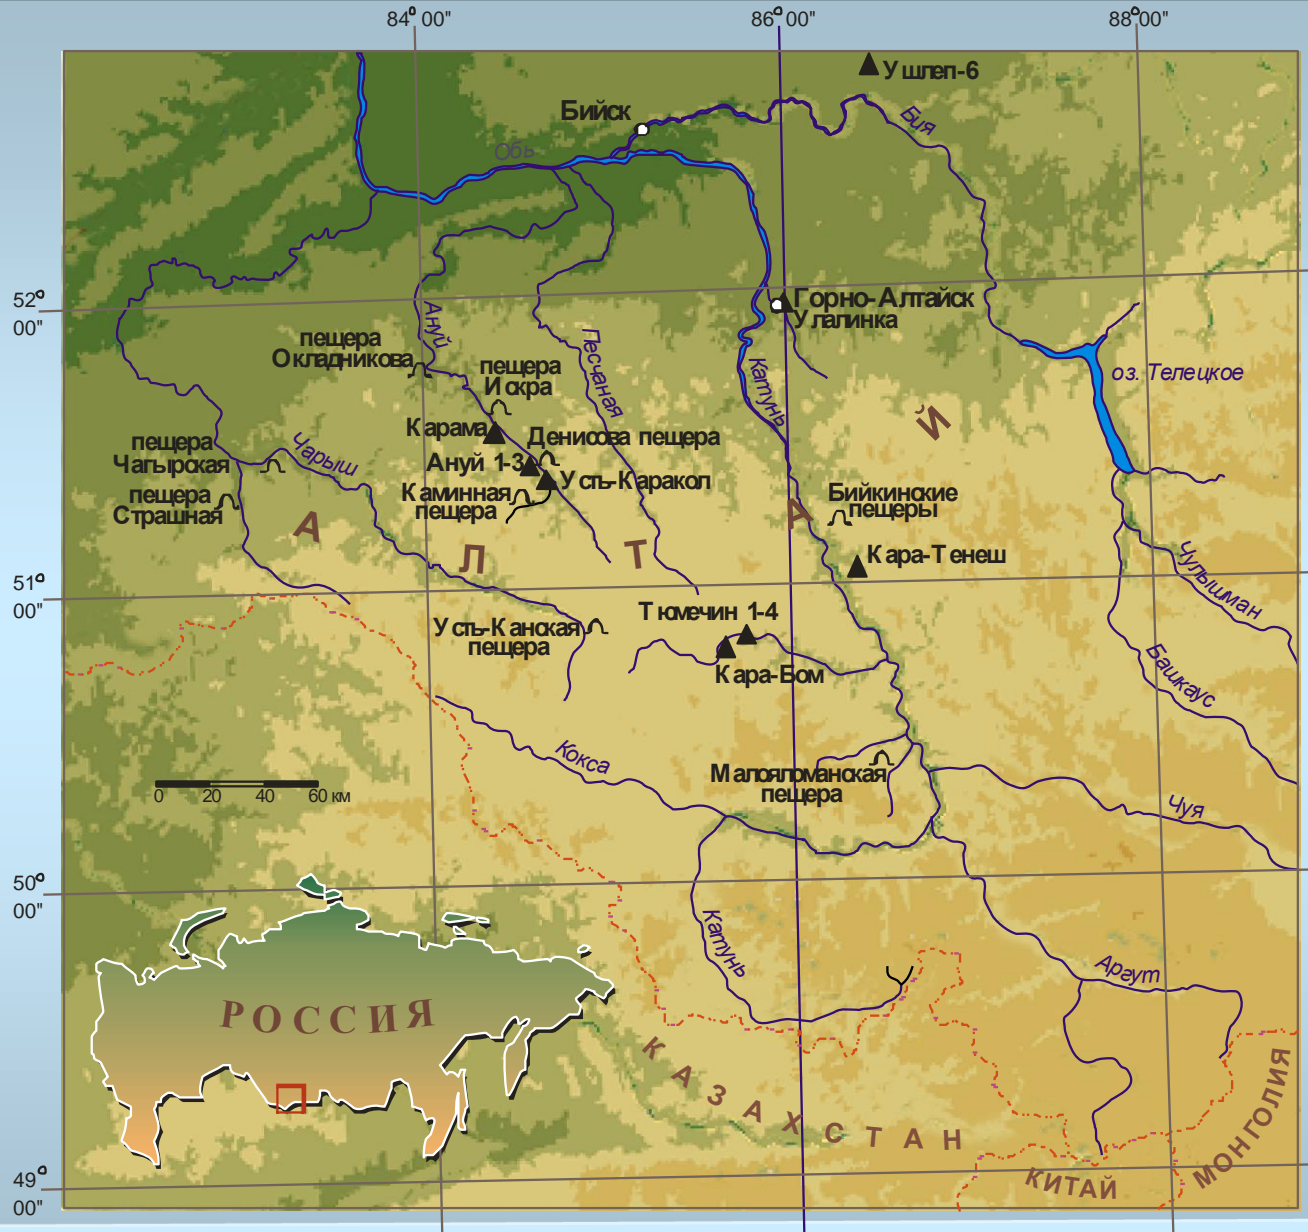 84° 00"
86° 00"
88° 00"
Ушлеп-6
Бийск
Бия
Обь
52°
00"
Горно-Алтайск
Улалинка
Ануй
Песчаная
пещера
Окладникова
пещера
Искра
Катунь
оз. Телецкое
Й
Карама
Денисова пещера
пещера
Чагырская
Чарыш
Ануй 1-3
Усть-Каракол
Каминная
пещера
пещера
Страшная
Бийкинские
пещеры
А
Л
Т
А
Кара-Тенеш
Чулышман
51°
00"
Тюмечин 1-4
Усть-Канская
пещера
Кара-Бом
Башкаус
Кокса
Малояломанская
пещера
0 20 40 60 км
Чуя
50°
00"
Катунь
Аргут
РОССИЯ
КАЗАХСТАН
МОНГОЛИЯ
КИТАЙ
49°
00"